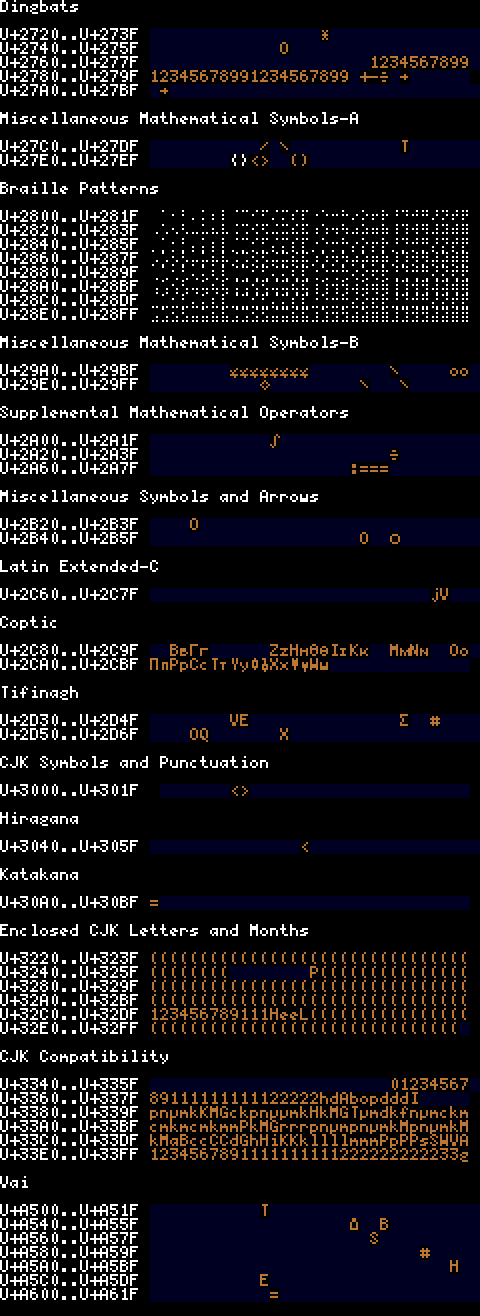 Dingbats
U+2720..U+273F *
U+2740..U+275F O
U+2760..U+277F 1234567899
U+2780..U+279F 12345678991234567899 +−÷ →
U+27A0..U+27BF →
Miscellaneous Mathematical Symbols-A
U+27C0..U+27DF ⟋ ⟍ T
U+27E0..U+27EF ⟨⟩<> ()
Braille Patterns
U+2800..U+281F
U+2820..U+283F
U+2840..U+285F
U+2860..U+287F
U+2880..U+289F
U+28A0..U+28BF
U+28C0..U+28DF
U+28E0..U+28FF
Miscellaneous Mathematical Symbols-B
U+29A0..U+29BF \ oo
U+29E0..U+29FF ◇ \ \
Supplemental Mathematical Operators
U+2A00..U+2A1F ∫
U+2A20..U+2A3F ÷
U+2A60..U+2A7F :===
Miscellaneous Symbols and Arrows
U+2B20..U+2B3F O
U+2B40..U+2B5F O o
Latin Extended-C
U+2C60..U+2C7F jV
Coptic
U+2C80..U+2C9F ВвГг ZzНнΘθІıКк МмNɴ Oo
U+2CA0..U+2CBF ПпРрСсТтYy
Tifinagh
U+2D30..U+2D4F VE Σ #
U+2D50..U+2D6F OQ X
CJK Symbols and Punctuation
U+3000..U+301F <>
Hiragana
U+3040..U+305F <
Katakana
U+30A0..U+30BF =
Enclosed CJK Letters and Months
U+3220..U+323F ((((((((((((((((((((((((((((((((
U+3240..U+325F (((((((( P(((((((((((((((
U+3280..U+329F ((((((((((((((((((((((((((((((((
U+32A0..U+32BF ((((((((((((((((((((((((((((((((
U+32C0..U+32DF 123456789111HeeL((((((((((((((((
U+32E0..U+32FF (((((((((((((((((((((((((((((((
CJK Compatibility
U+3340..U+335F 01234567
U+3360..U+337F 89111111111122222hdAbopdddI
U+3380..U+339F pnµmkKMGckpnµµmkHkMGTµmdkfnµmckm
U+33A0..U+33BF cmkmcmkmmPkMGrrrpnµmpnµmkMpnµmkM
U+33C0..U+33DF kMaBccCCdGhHiKKkllllmmmPpPPsSWVA
U+33E0..U+33FF 1234567891111111111222222222233g
Vai
U+A500..U+A51F T
U+A540..U+A55F B
U+A560..U+A57F S
U+A580..U+A59F #
U+A5A0..U+A5BF H
U+A5C0..U+A5DF E
U+A600..U+A61F =